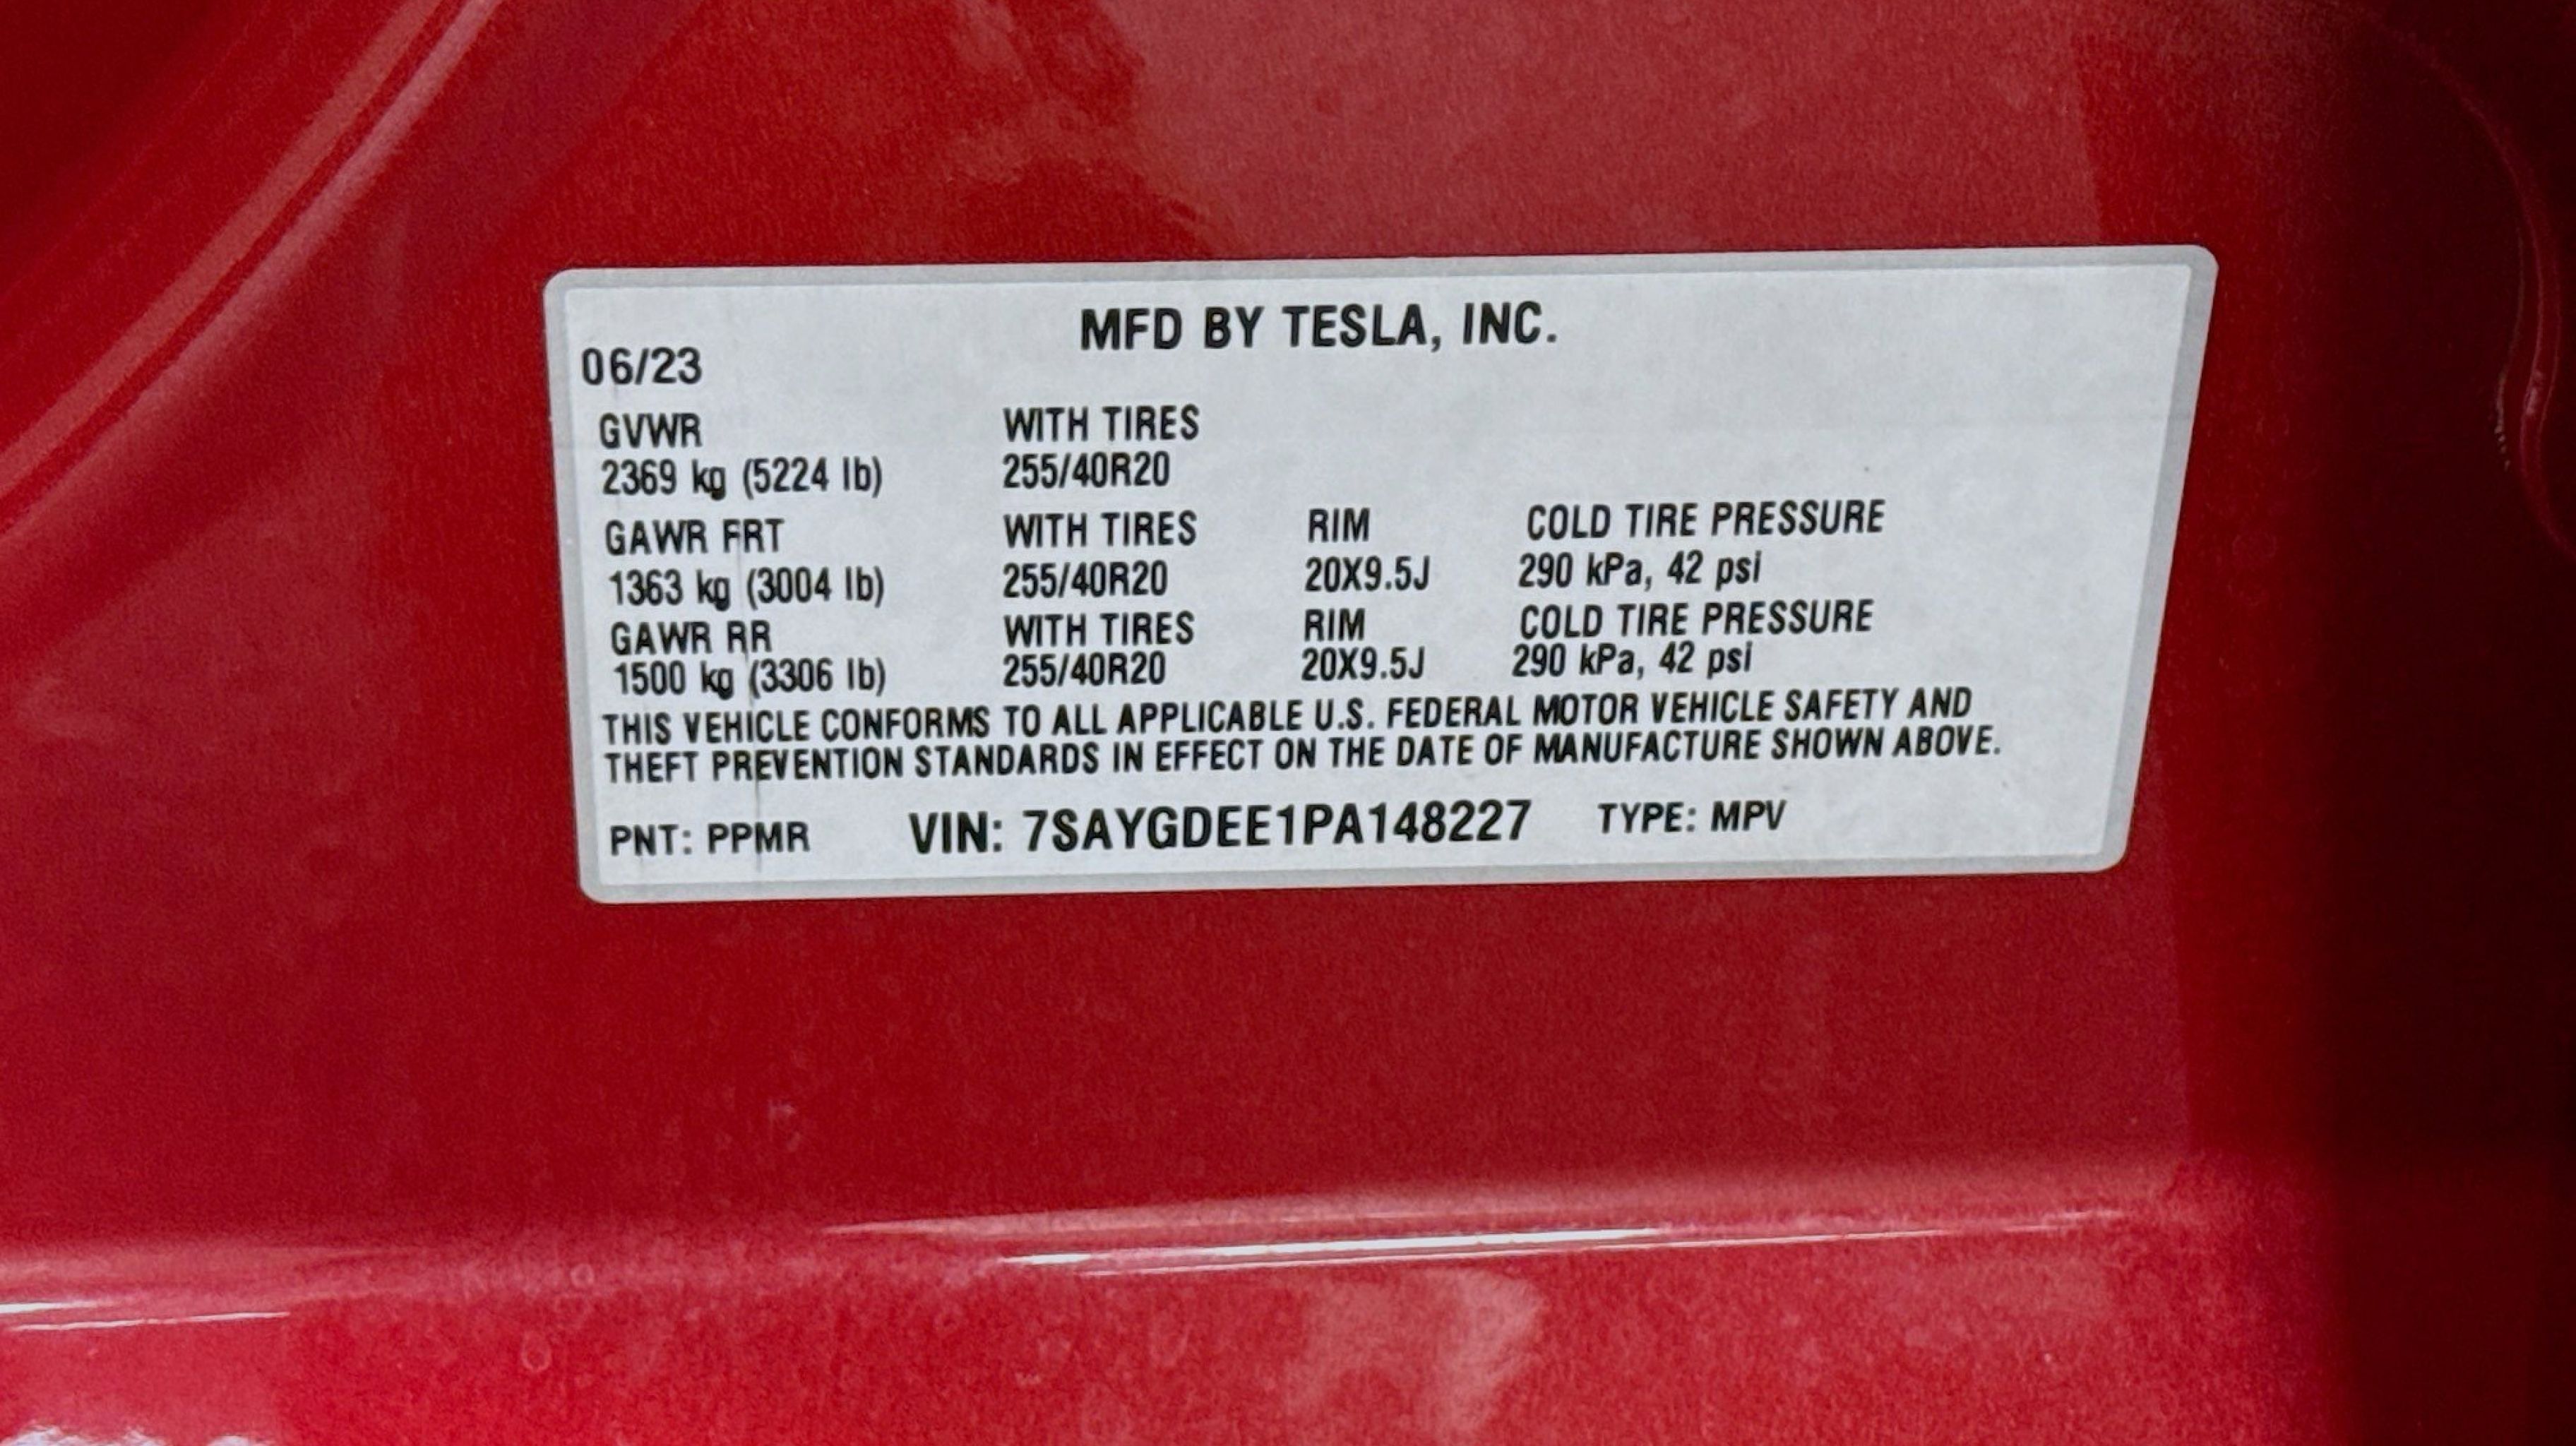 MFD BY TESLA, INC.
06/23
GVWR WITH TIRES
2369 kg (5224 lb) 255/40R20
GAWR FRT WITH TIRES RIM COLD TIRE PRESSURE
1363 kg (3004 lb) 255/40R20 20X9.5J 290 kPa, 42 psi
GAWR RR WITH TIRES RIM COLD TIRE PRESSURE
1500 kg (3306 lb) 255/40R20 20X9.5J 290 kPa, 42 psi
THIS VEHICLE CONFORMS TO ALL APPLICABLE U.S. FEDERAL MOTOR VEHICLE SAFETY AND
THEFT PREVENTION STANDARDS IN EFFECT ON THE DATE OF MANUFACTURE SHOWN ABOVE.
PNT: PPMR VIN: 7SAYGDEE1PA148227 TYPE: MPV